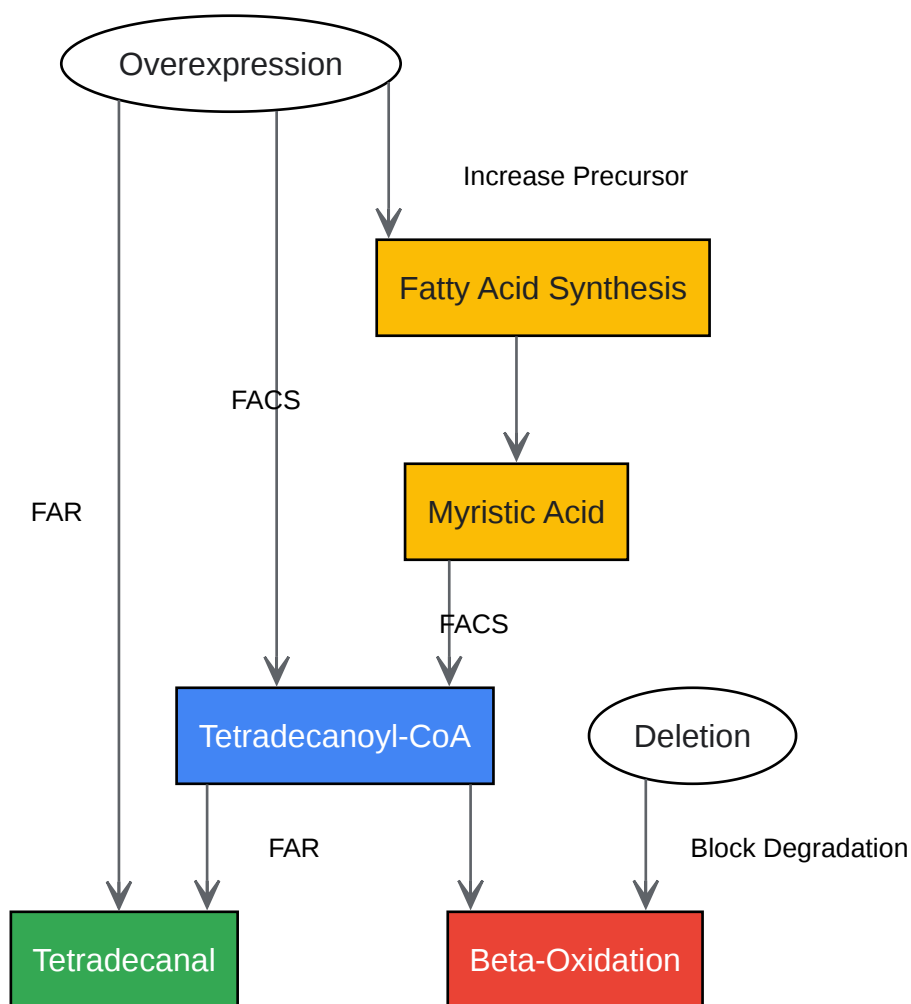 Overexpression
Increase Precursor
Fatty Acid Synthesis
FACS
Myristic Acid
FAR
FACS
Tetradecanoyl-CoA
Deletion
FAR
Block Degradation
Tetradecanal
Beta-Oxidation